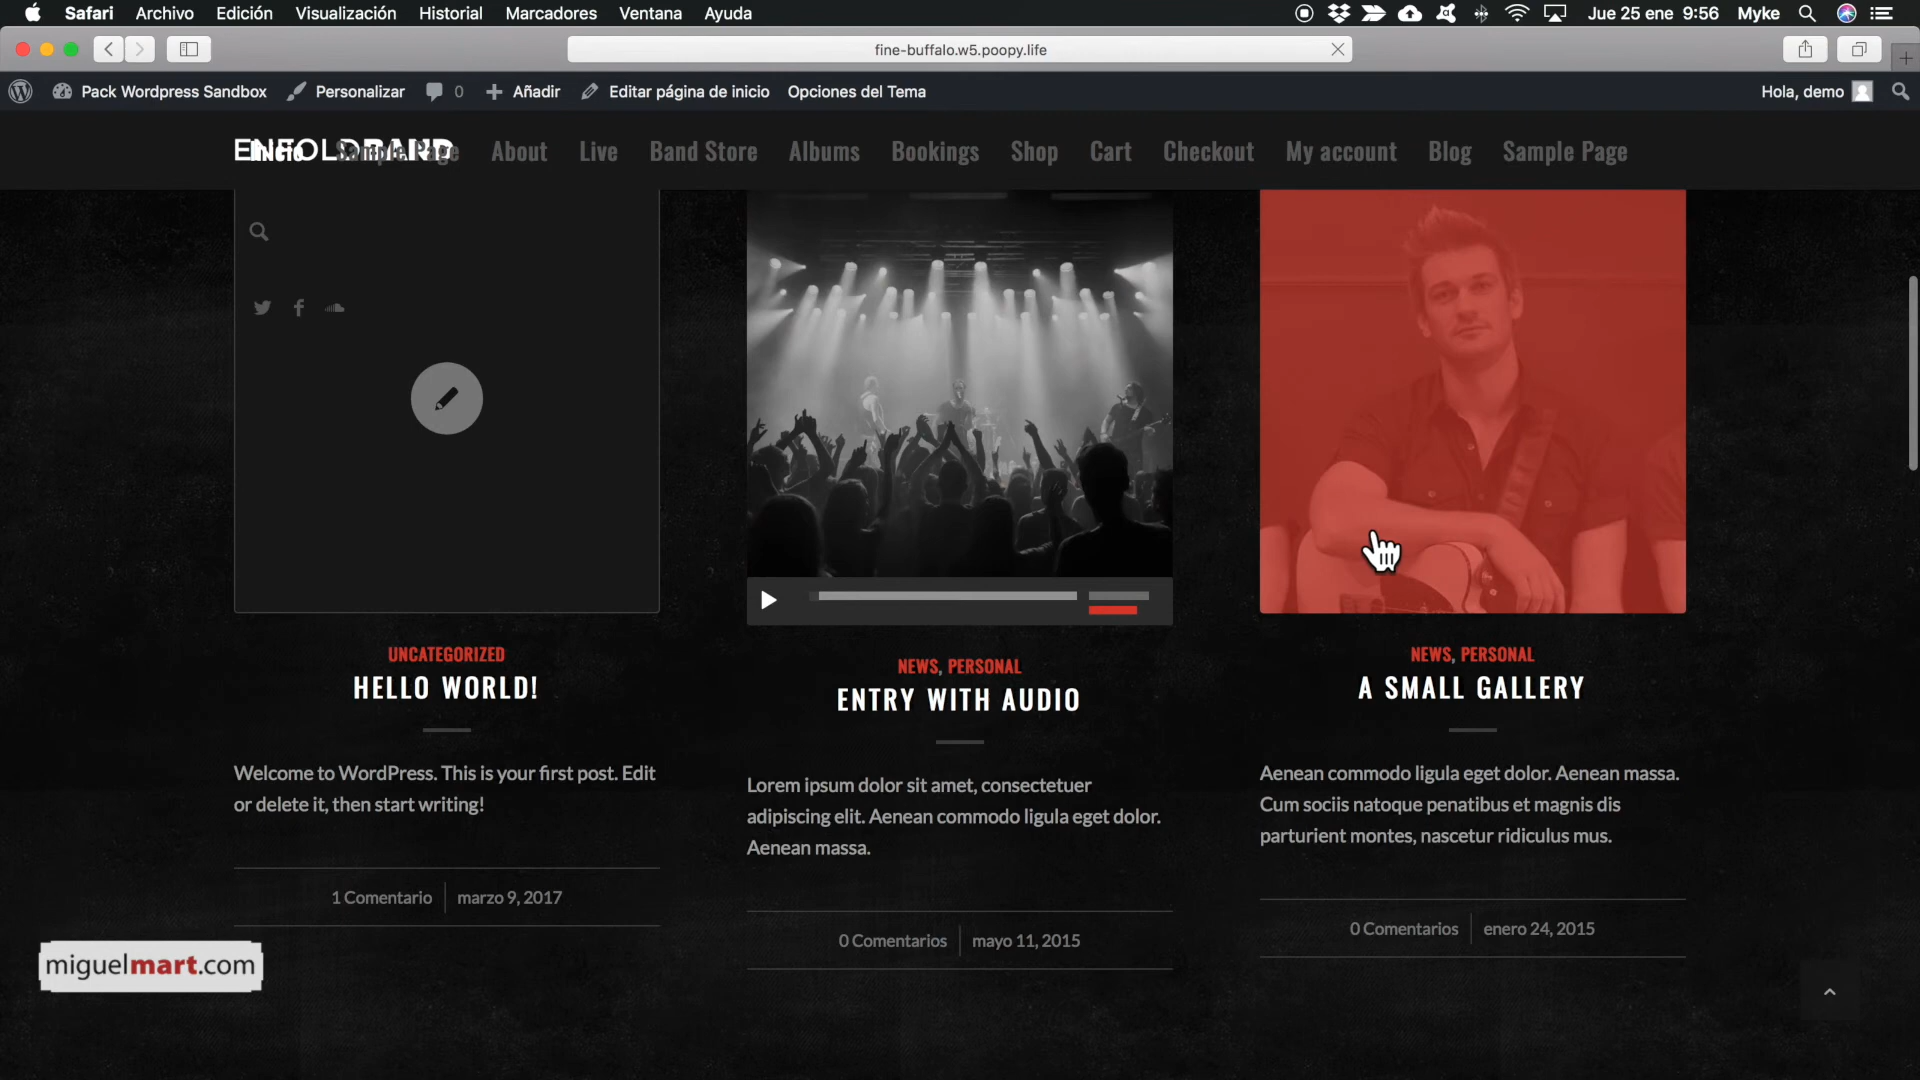 Safari Archivo Edición Visualización Historial Marcadores Ventana Ayuda Jue 25 ene 9:56 Myke
fine-buffalo.w5.poopy.life
Pack Wordpress Sandbox Personalizar 0 Añadir Editar página de inicio Opciones del Tema Hola, demo
ENFOLD BAND Inicio Sample Page About Live Band Store Albums Bookings Shop Cart Checkout My account Blog Sample Page
UNCATEGORIZED
HELLO WORLD!
Welcome to WordPress. This is your first post. Edit
or delete it, then start writing!
1 Comentario marzo 9, 2017
NEWS, PERSONAL
ENTRY WITH AUDIO
Lorem ipsum dolor sit amet, consectetuer
adipiscing elit. Aenean commodo ligula eget dolor.
Aenean massa.
0 Comentarios mayo 11, 2015
NEWS, PERSONAL
A SMALL GALLERY
Aenean commodo ligula eget dolor. Aenean massa.
Cum sociis natoque penatibus et magnis dis
parturient montes, nascetur ridiculus mus.
0 Comentarios enero 24, 2015
miguelmart.com